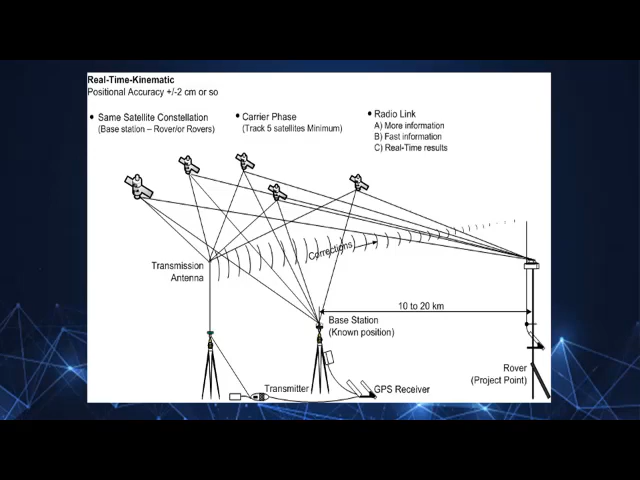 Real-Time-Kinematic
Positional Accuracy +/-2 cm or so
• Same Satellite Constellation
(Base station – Rover/or Rovers)
• Carrier Phase
(Track 5 satellites Minimum)
• Radio Link
A) More information
B) Fast information
C) Real-Time results
Corrections
Transmission
Antenna
10 to 20 km
Base Station
(Known position)
Rover
(Project Point)
Transmitter
GPS Receiver